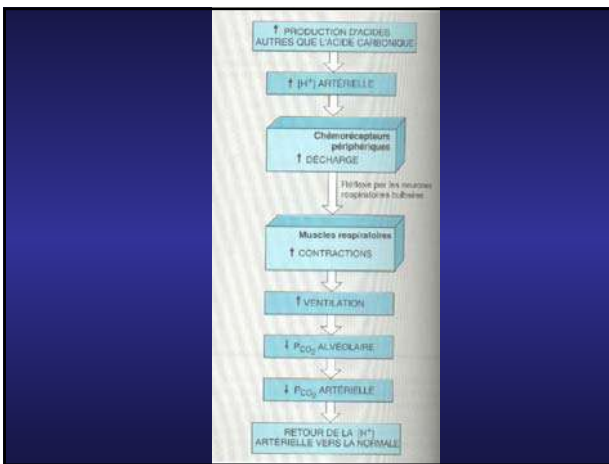 ↑ PRODUCTION D'ACIDES
AUTRES QUE L'ACIDE CARBONIQUE
↑ [H⁺] ARTÉRIELLE
Chémorécepteurs
périphériques
↑ DÉCHARGE
Réflexe par les neurones
respiratoires bulbaires
Muscles respiratoires
↑ CONTRACTIONS
↑ VENTILATION
↓ PCO₂ ALVÉOLAIRE
↓ PCO₂ ARTÉRIELLE
RETOUR DE LA [H⁺]
ARTÉRIELLE VERS LA NORMALE